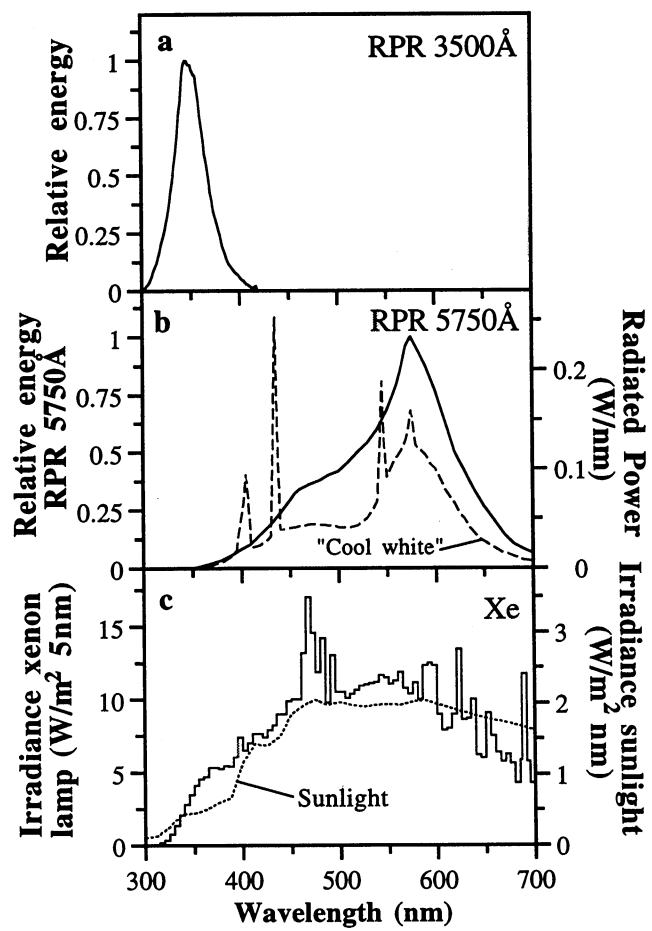 a
RPR 3500Å
Relative energy
1
0.75
0.5
0.25
0
b
RPR 5750Å
Relative energy
RPR 5750Å
1
0.75
0.5
0.25
0
"Cool white"
0.2
0.1
0
Radiated Power
(W/nm)
c
Xe
Irradiance xenon
lamp (W/m² 5nm)
15
10
5
0
Sunlight
3
2
1
0
Irradiance sunlight
(W/m² nm)
300 400 500 600 700
Wavelength (nm)